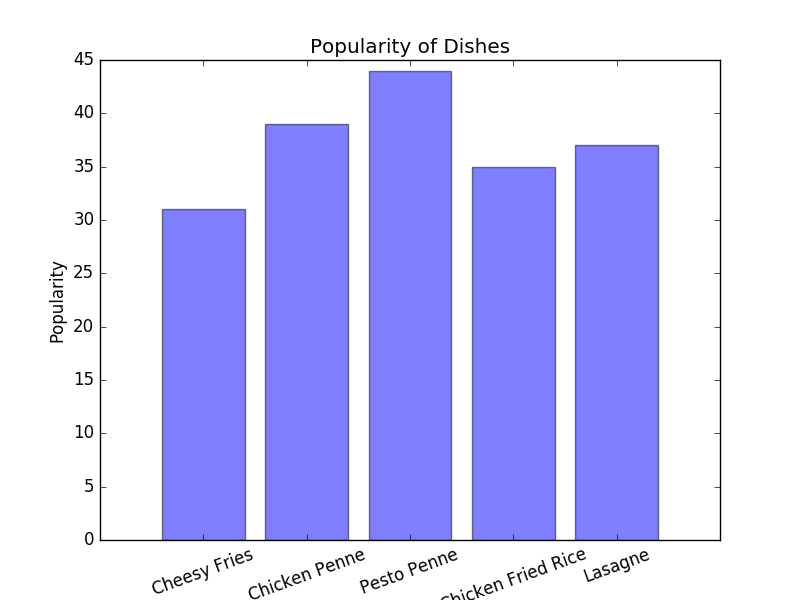 Popularity of Dishes
45
40
35
30
25
20
15
10
5
0
Popularity
Cheesy Fries
Chicken Penne
Pesto Penne
Chicken Fried Rice
Lasagne